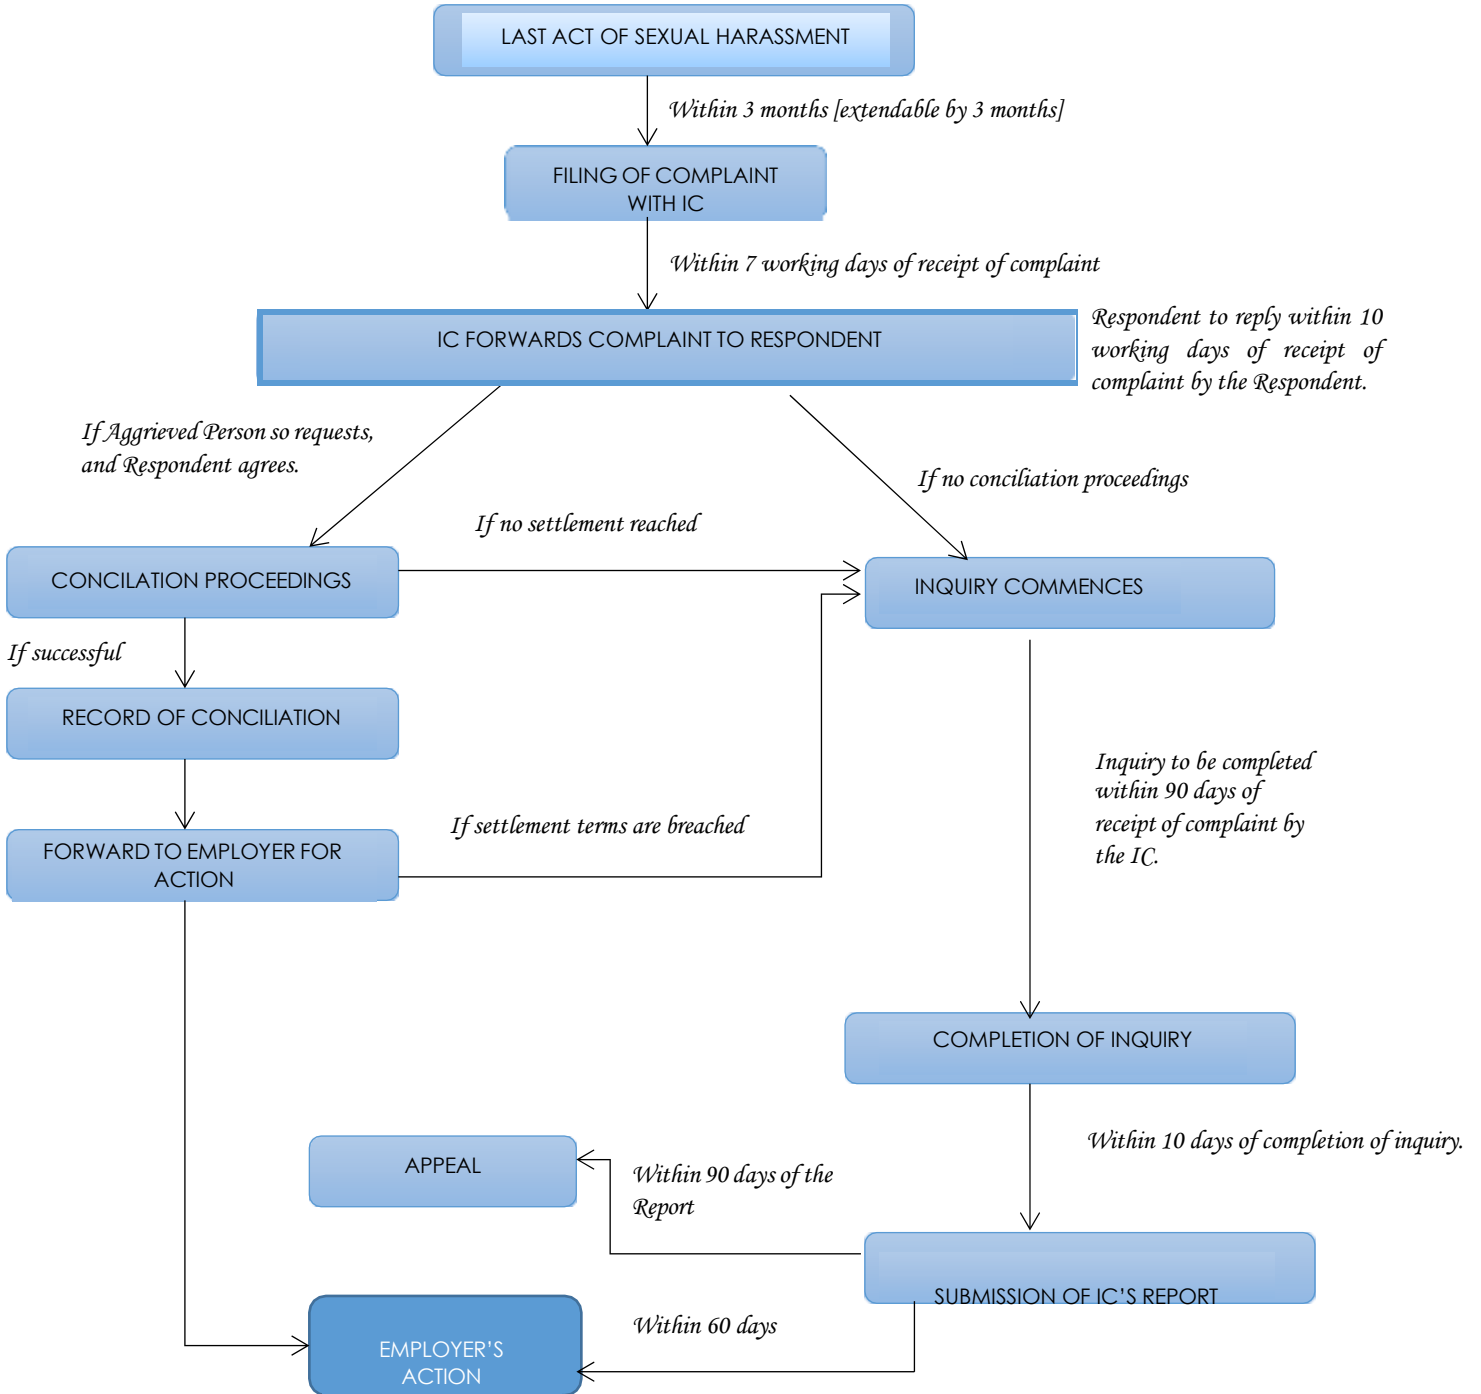 LAST ACT OF SEXUAL HARASSMENT
Within 3 months [extendable by 3 months]
FILING OF COMPLAINT
WITH IC
Within 7 working days of receipt of complaint
IC FORWARDS COMPLAINT TO RESPONDENT
Respondent to reply within 10
working days of receipt of
complaint by the Respondent.
If Aggrieved Person so requests,
and Respondent agrees.
If no conciliation proceedings
If no settlement reached
CONCILATION PROCEEDINGS
INQUIRY COMMENCES
If successful
RECORD OF CONCILIATION
Inquiry to be completed
within 90 days of
receipt of complaint by
the IC.
If settlement terms are breached
FORWARD TO EMPLOYER FOR
ACTION
COMPLETION OF INQUIRY
Within 10 days of completion of inquiry.
APPEAL
Within 90 days of the
Report
SUBMISSION OF IC'S REPORT
Within 60 days
EMPLOYER'S
ACTION